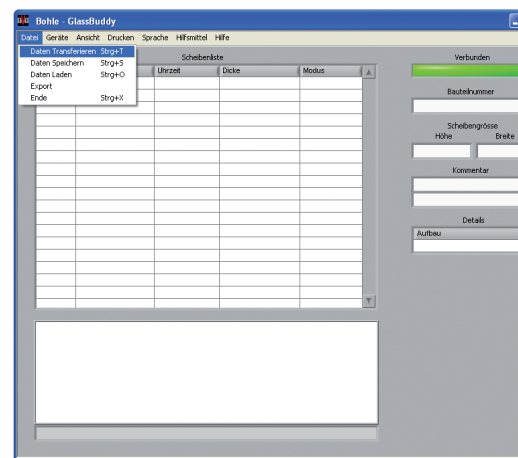 Bohle - GlassBuddy
Datei Geräte Ansicht Drucken Sprache Hilfsmittel Hilfe
Daten Transferieren Strg+T
Daten Speichern Strg+S
Daten Laden Strg+O
Export
Ende Strg+X
Scheibenliste
Uhrzeit Dicke Modus
Verbunden
Bauteilnummer
Scheibengrösse
Höhe Breite
Kommentar
Details
Aufbau